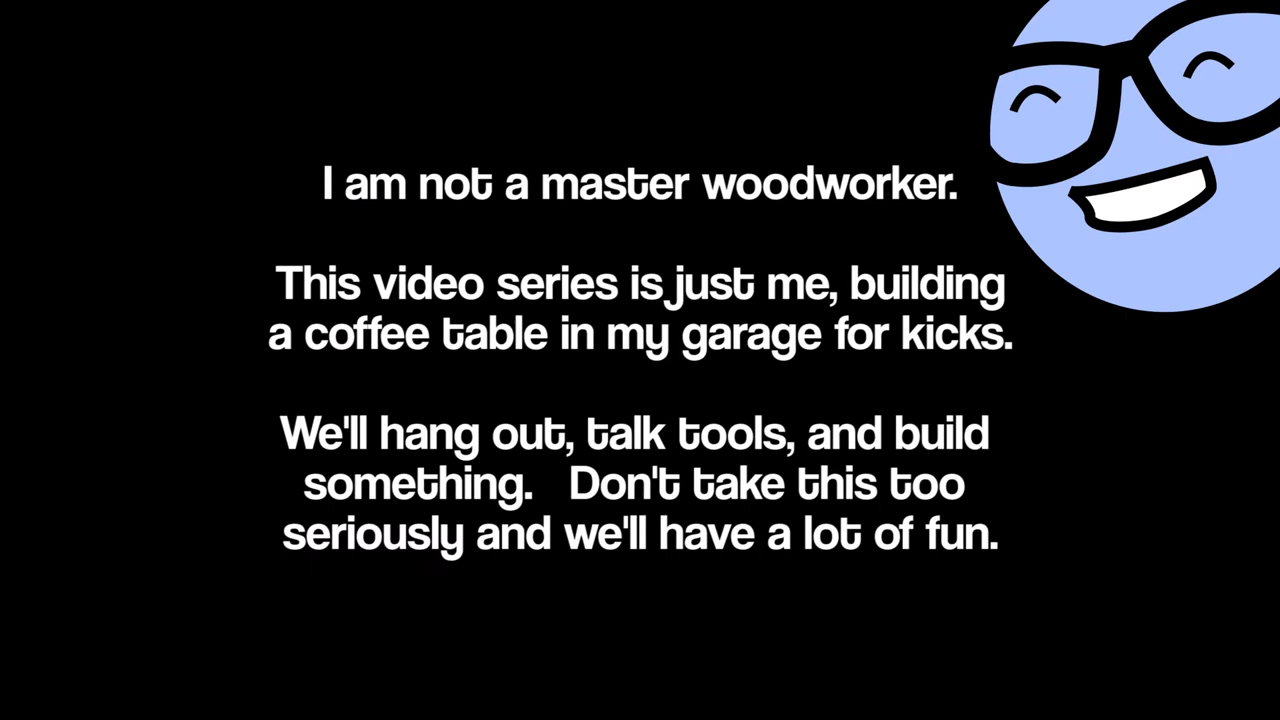 I am not a master woodworker.
This video series is just me, building
a coffee table in my garage for kicks.
We'll hang out, talk tools, and build
something. Don't take this too
seriously and we'll have a lot of fun.